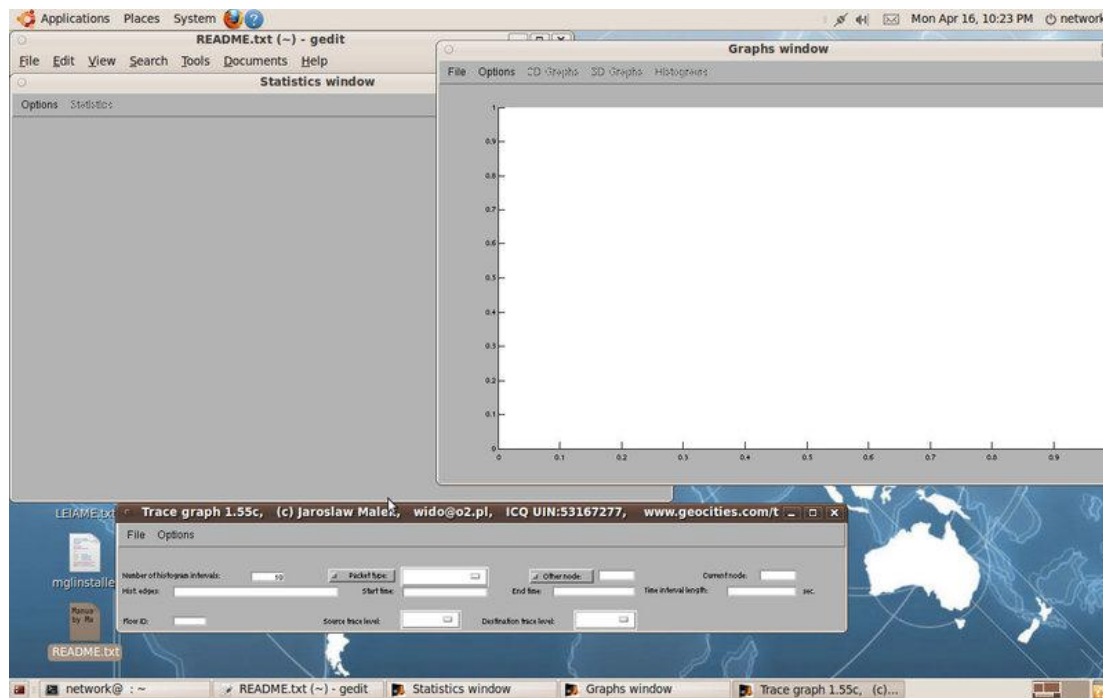 Applications Places System
Mon Apr 16, 10:23 PM network
README.txt (~) - gedit
File Edit View Search Tools Documents Help
Statistics window
Options Statistics
Graphs window
File Options 2D Graphs 3D Graphs Histograms
1
0.9
0.8
0.7
0.6
0.5
0.4
0.3
0.2
0.1
0
0 0.1 0.2 0.3 0.4 0.5 0.6 0.7 0.8 0.9
LEIAME.txt
mglinstalle
Manua
by Ma
README.txt
Trace graph 1.55c, (c) Jaroslaw Malek, wido@o2.pl, ICQ UIN:53167277, www.geocities.com/t
File Options
Number of histogram intervals: 10 Packet type: Other node: Current node:
Hist. edges: Start time: End time: Time interval length: sec.
Flow ID: Source trace level: Destination trace level:
network@ : ~ README.txt (~) - gedit Statistics window Graphs window Trace graph 1.55c, (c)...